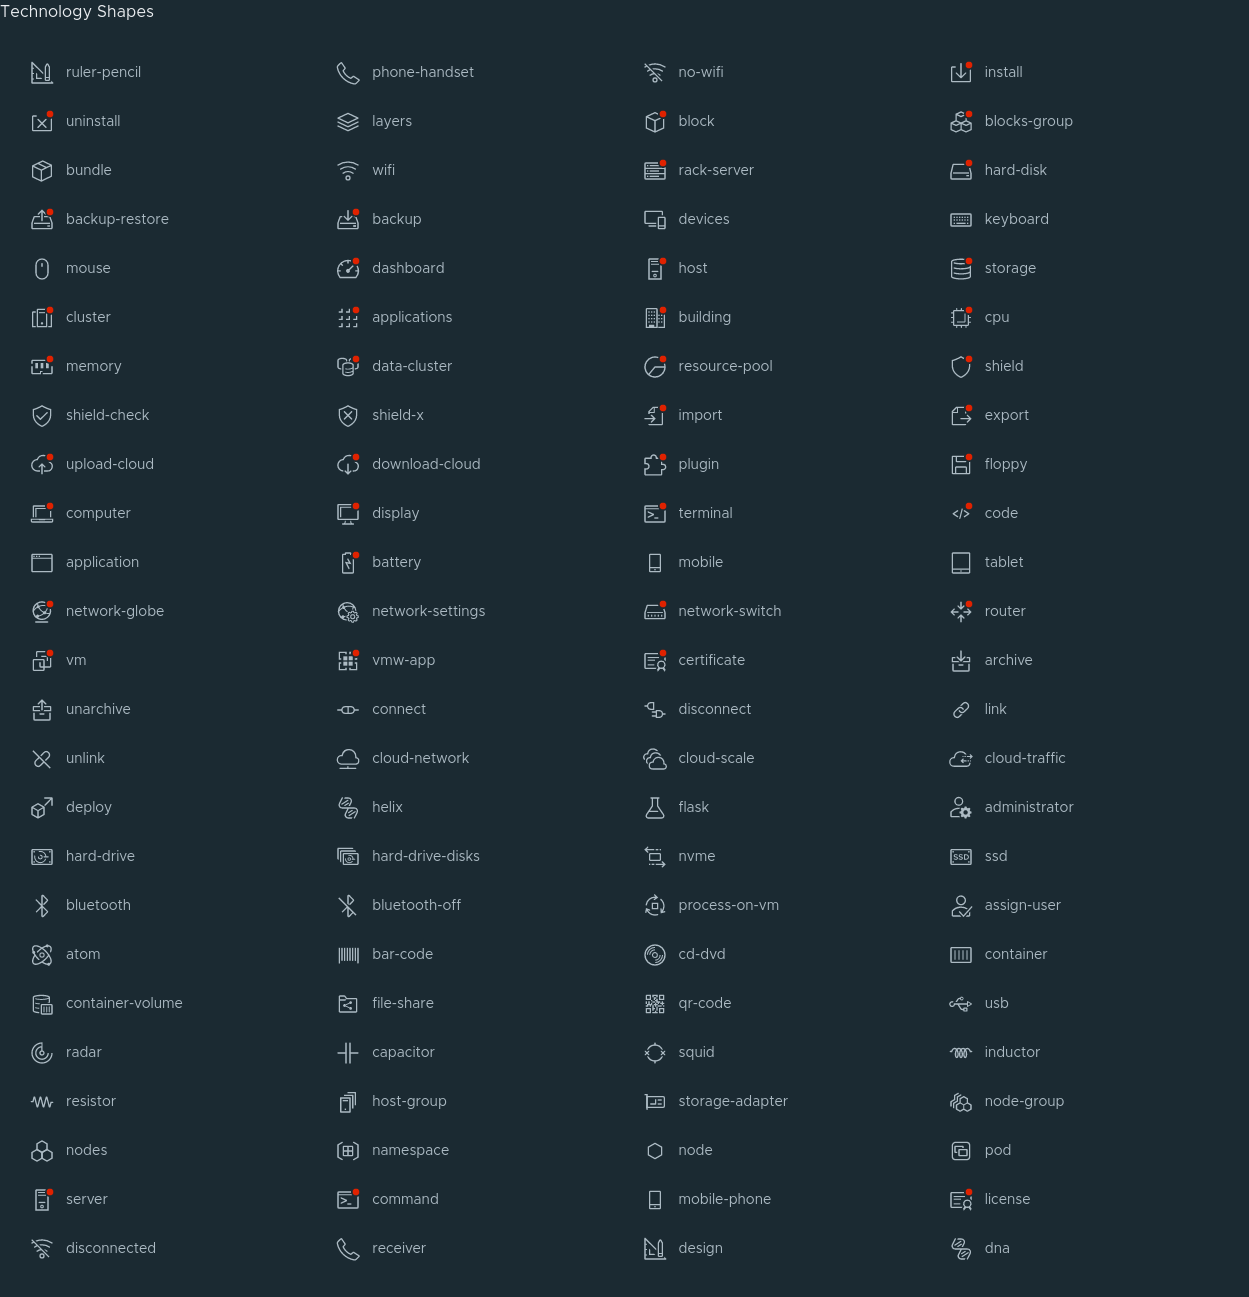 Technology Shapes
ruler-pencil phone-handset no-wifi install
uninstall layers block blocks-group
bundle wifi rack-server hard-disk
backup-restore backup devices keyboard
mouse dashboard host storage
cluster applications building cpu
memory data-cluster resource-pool shield
shield-check shield-x import export
upload-cloud download-cloud plugin floppy
computer display terminal code
application battery mobile tablet
network-globe network-settings network-switch router
vm vmw-app certificate archive
unarchive connect disconnect link
unlink cloud-network cloud-scale cloud-traffic
deploy helix flask administrator
hard-drive hard-drive-disks nvme SSD ssd
bluetooth bluetooth-off process-on-vm assign-user
atom bar-code cd-dvd container
container-volume file-share qr-code usb
radar capacitor squid inductor
resistor host-group storage-adapter node-group
nodes namespace node pod
server command mobile-phone license
disconnected receiver design dna